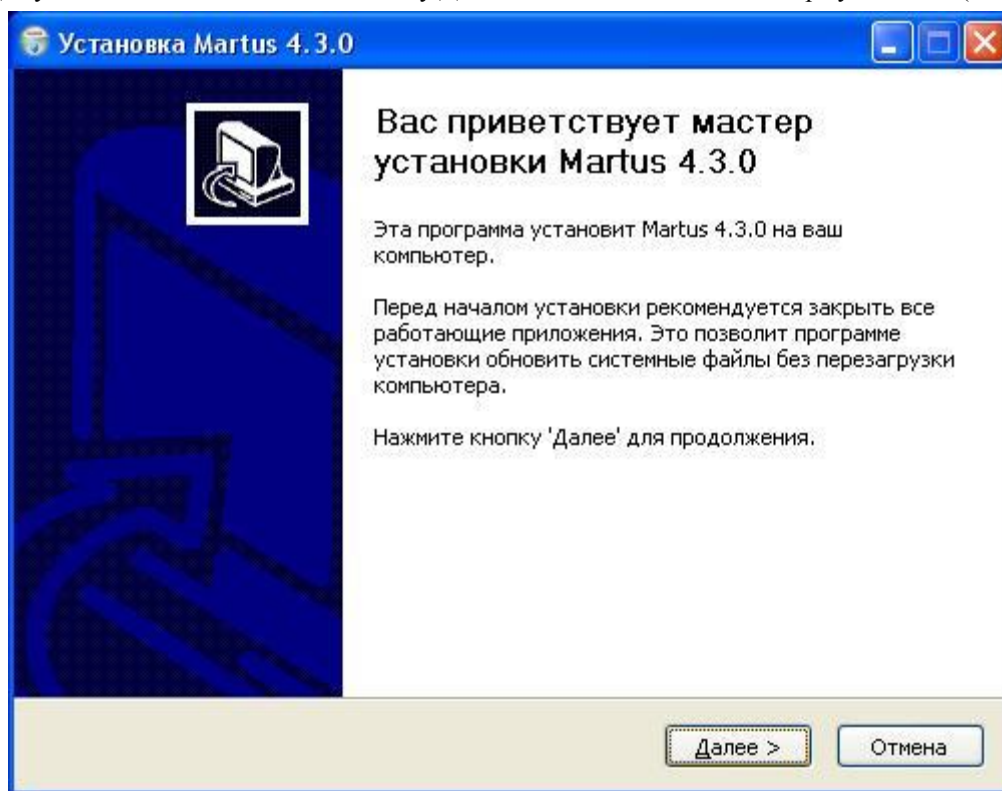 Установка Martus 4.3.0
Вас приветствует мастер
установки Martus 4.3.0
Эта программа установит Martus 4.3.0 на ваш
компьютер.
Перед началом установки рекомендуется закрыть все
работающие приложения. Это позволит программе
установки обновить системные файлы без перезагрузки
компьютера.
Нажмите кнопку 'Далее' для продолжения.
Далее >
Отмена